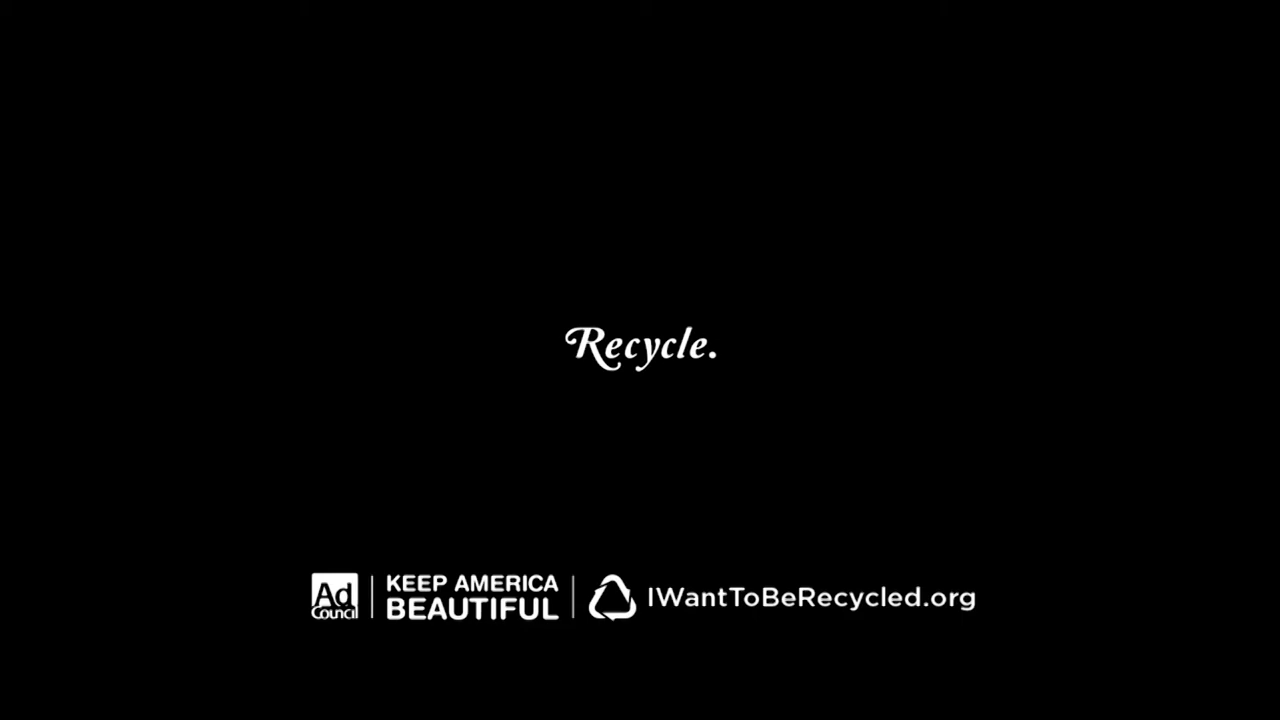 Recycle.
Ad Council
KEEP AMERICA
BEAUTIFUL
IWantToBeRecycled.org